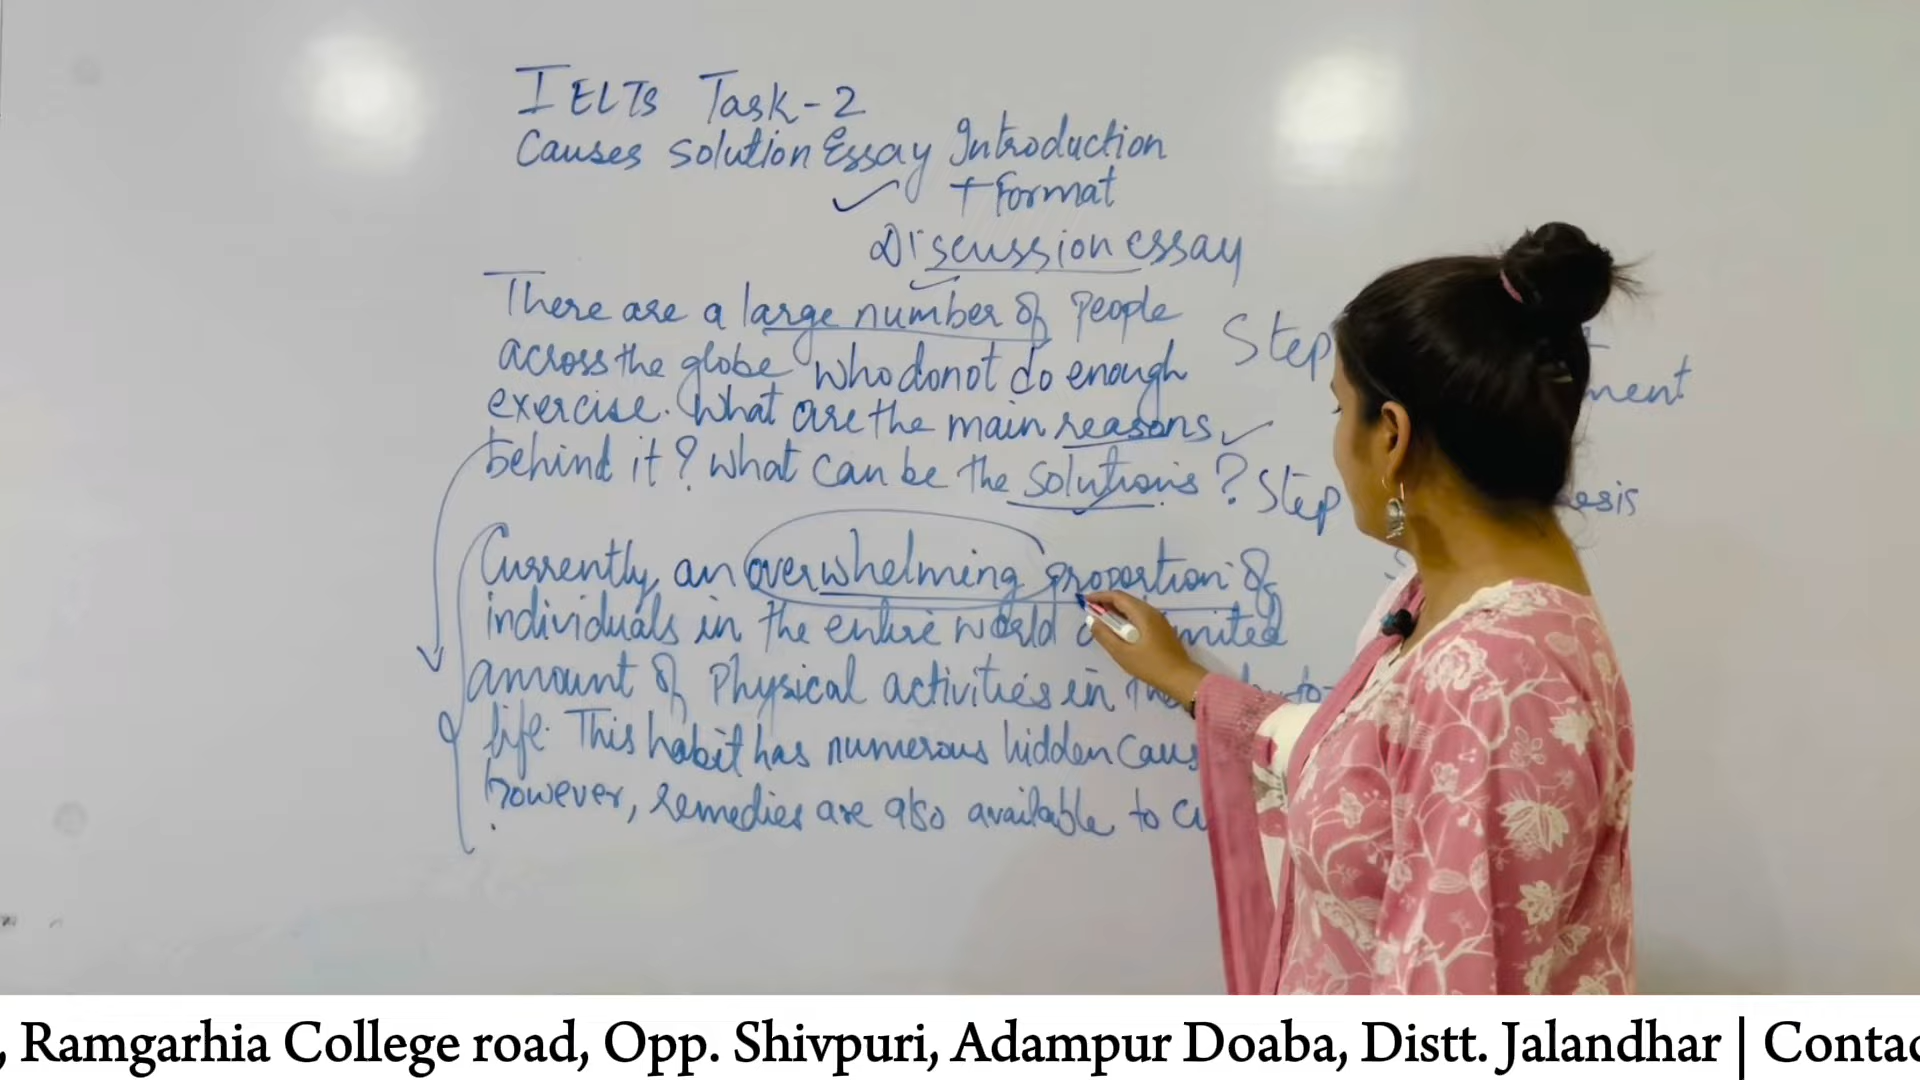 IELTS Task-2
Causes solution Essay Introduction
+ Format
Discussion essay
There are a large number of people
across the globe who do not do enough
exercise. What are the main reasons
behind it? What can be the solutions?
Step
ment
Step
esis
Currently, an overwhelming proportion of
individuals in the entire world
amount of physical activities in
life. This habit has numerous hidden caus
however, remedies are also available to cu
, Ramgarhia College road, Opp. Shivpuri, Adampur Doaba, Distt. Jalandhar | Contac